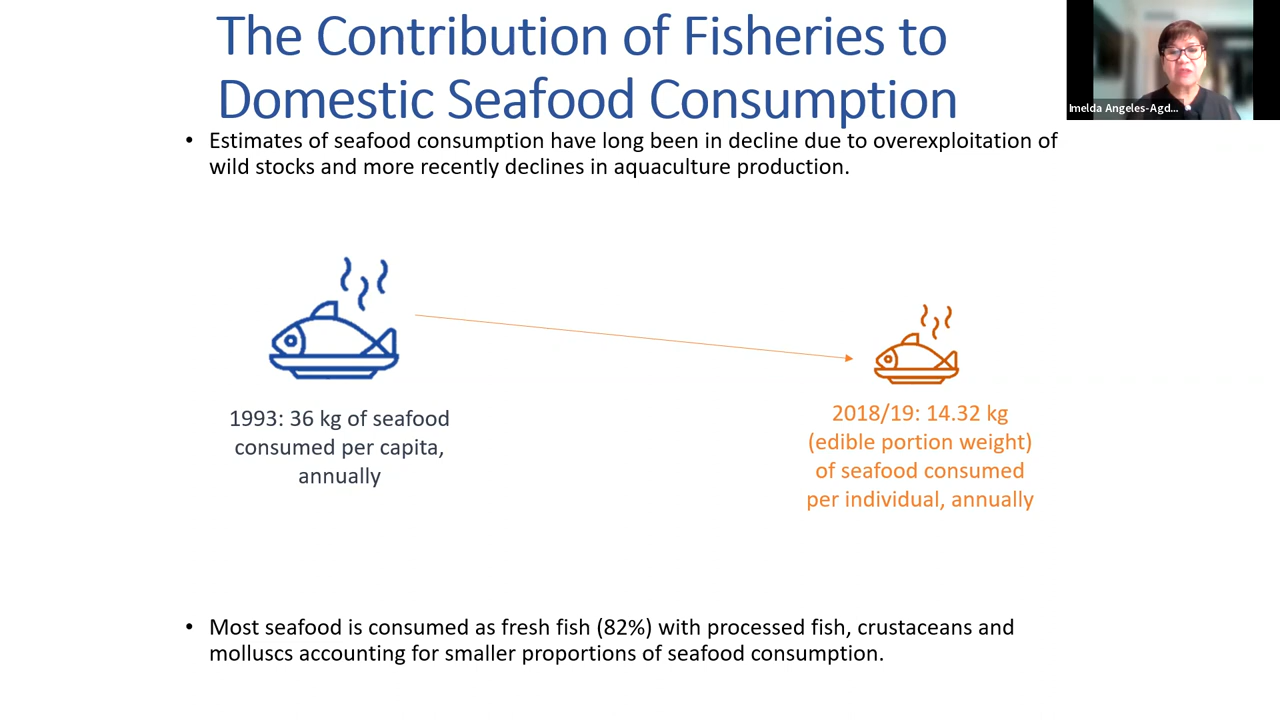 The Contribution of Fisheries to
Domestic Seafood Consumption
Imelda Angeles-Agd...
• Estimates of seafood consumption have long been in decline due to overexploitation of
wild stocks and more recently declines in aquaculture production.
1993: 36 kg of seafood
consumed per capita,
annually
2018/19: 14.32 kg
(edible portion weight)
of seafood consumed
per individual, annually
• Most seafood is consumed as fresh fish (82%) with processed fish, crustaceans and
molluscs accounting for smaller proportions of seafood consumption.